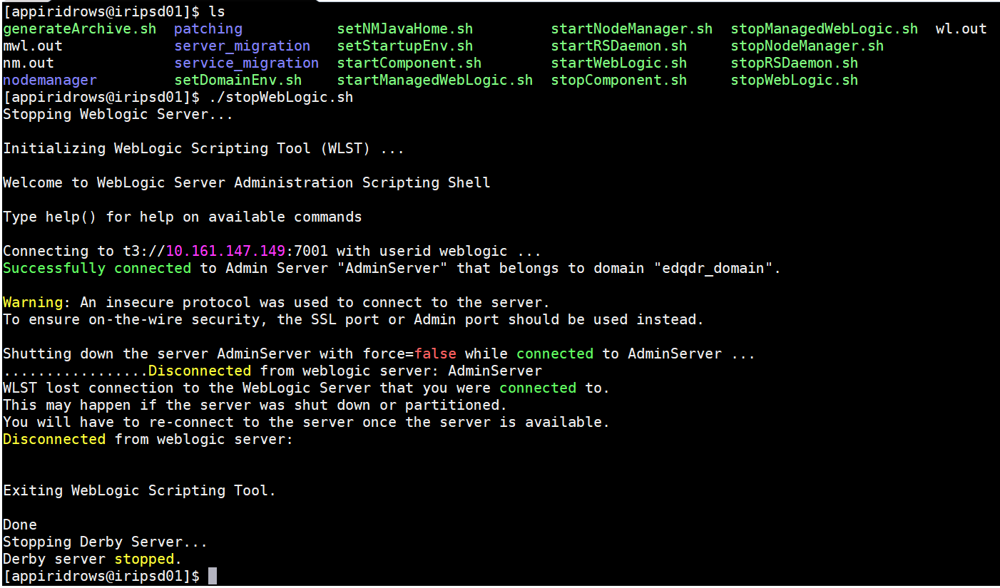 [appiridrows@iripsd01]$ ls
generateArchive.sh  patching           setNMJavaHome.sh         startNodeManager.sh  stopManagedWebLogic.sh  wl.out
mwl.out             server_migration   setStartupEnv.sh         startRSDaemon.sh     stopNodeManager.sh
nm.out              service_migration  startComponent.sh        startWebLogic.sh     stopRSDaemon.sh
nodemanager         setDomainEnv.sh    startManagedWebLogic.sh  stopComponent.sh     stopWebLogic.sh
[appiridrows@iripsd01]$ ./stopWebLogic.sh
Stopping Weblogic Server...
Initializing WebLogic Scripting Tool (WLST) ...
Welcome to WebLogic Server Administration Scripting Shell
Type help() for help on available commands
Connecting to t3://10.161.147.149:7001 with userid weblogic ...
Successfully connected to Admin Server "AdminServer" that belongs to domain "edqdr_domain".
Warning: An insecure protocol was used to connect to the server.
To ensure on-the-wire security, the SSL port or Admin port should be used instead.
Shutting down the server AdminServer with force=false while connected to AdminServer ...
.................Disconnected from weblogic server: AdminServer
WLST lost connection to the WebLogic Server that you were connected to.
This may happen if the server was shut down or partitioned.
You will have to re-connect to the server once the server is available.
Disconnected from weblogic server:
Exiting WebLogic Scripting Tool.
Done
Stopping Derby Server...
Derby server stopped.
[appiridrows@iripsd01]$